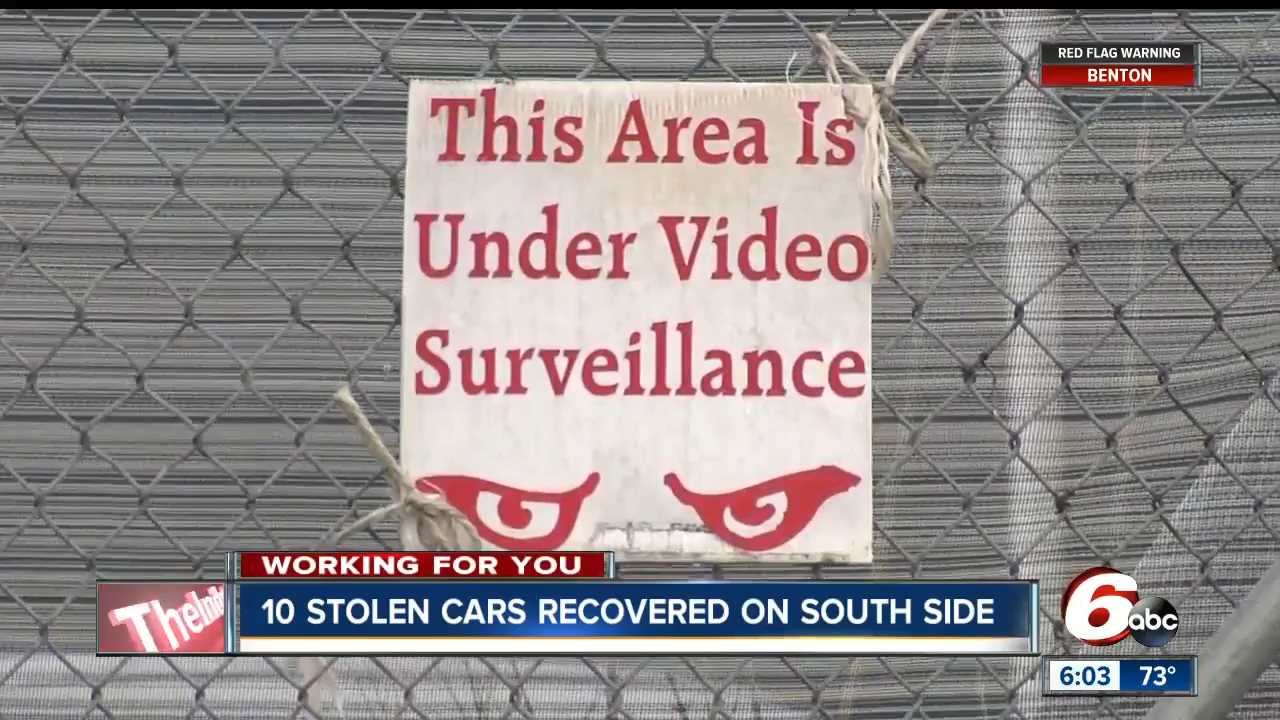 RED FLAG WARNING
BENTON
This Area Is
Under Video
Surveillance
WORKING FOR YOU
TheIndy
10 STOLEN CARS RECOVERED ON SOUTH SIDE
6 abc
6:03 73°